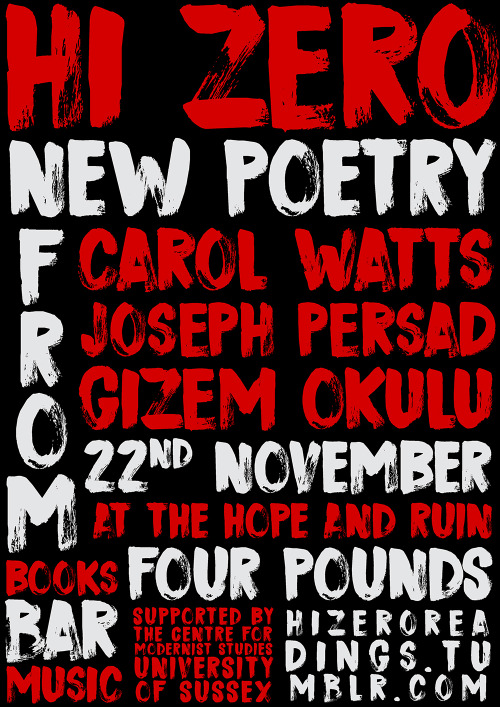 HI ZERO
NEW POETRY
FROM
CAROL WATTS
JOSEPH PERSAD
GIZEM OKULU
22ND NOVEMBER
AT THE HOPE AND RUIN
FOUR POUNDS
BOOKS
BAR
MUSIC
SUPPORTED BY
THE CENTRE FOR
MODERNIST STUDIES
UNIVERSITY
OF SUSSEX
HIZEROREA
DINGS.TU
MBLR.COM